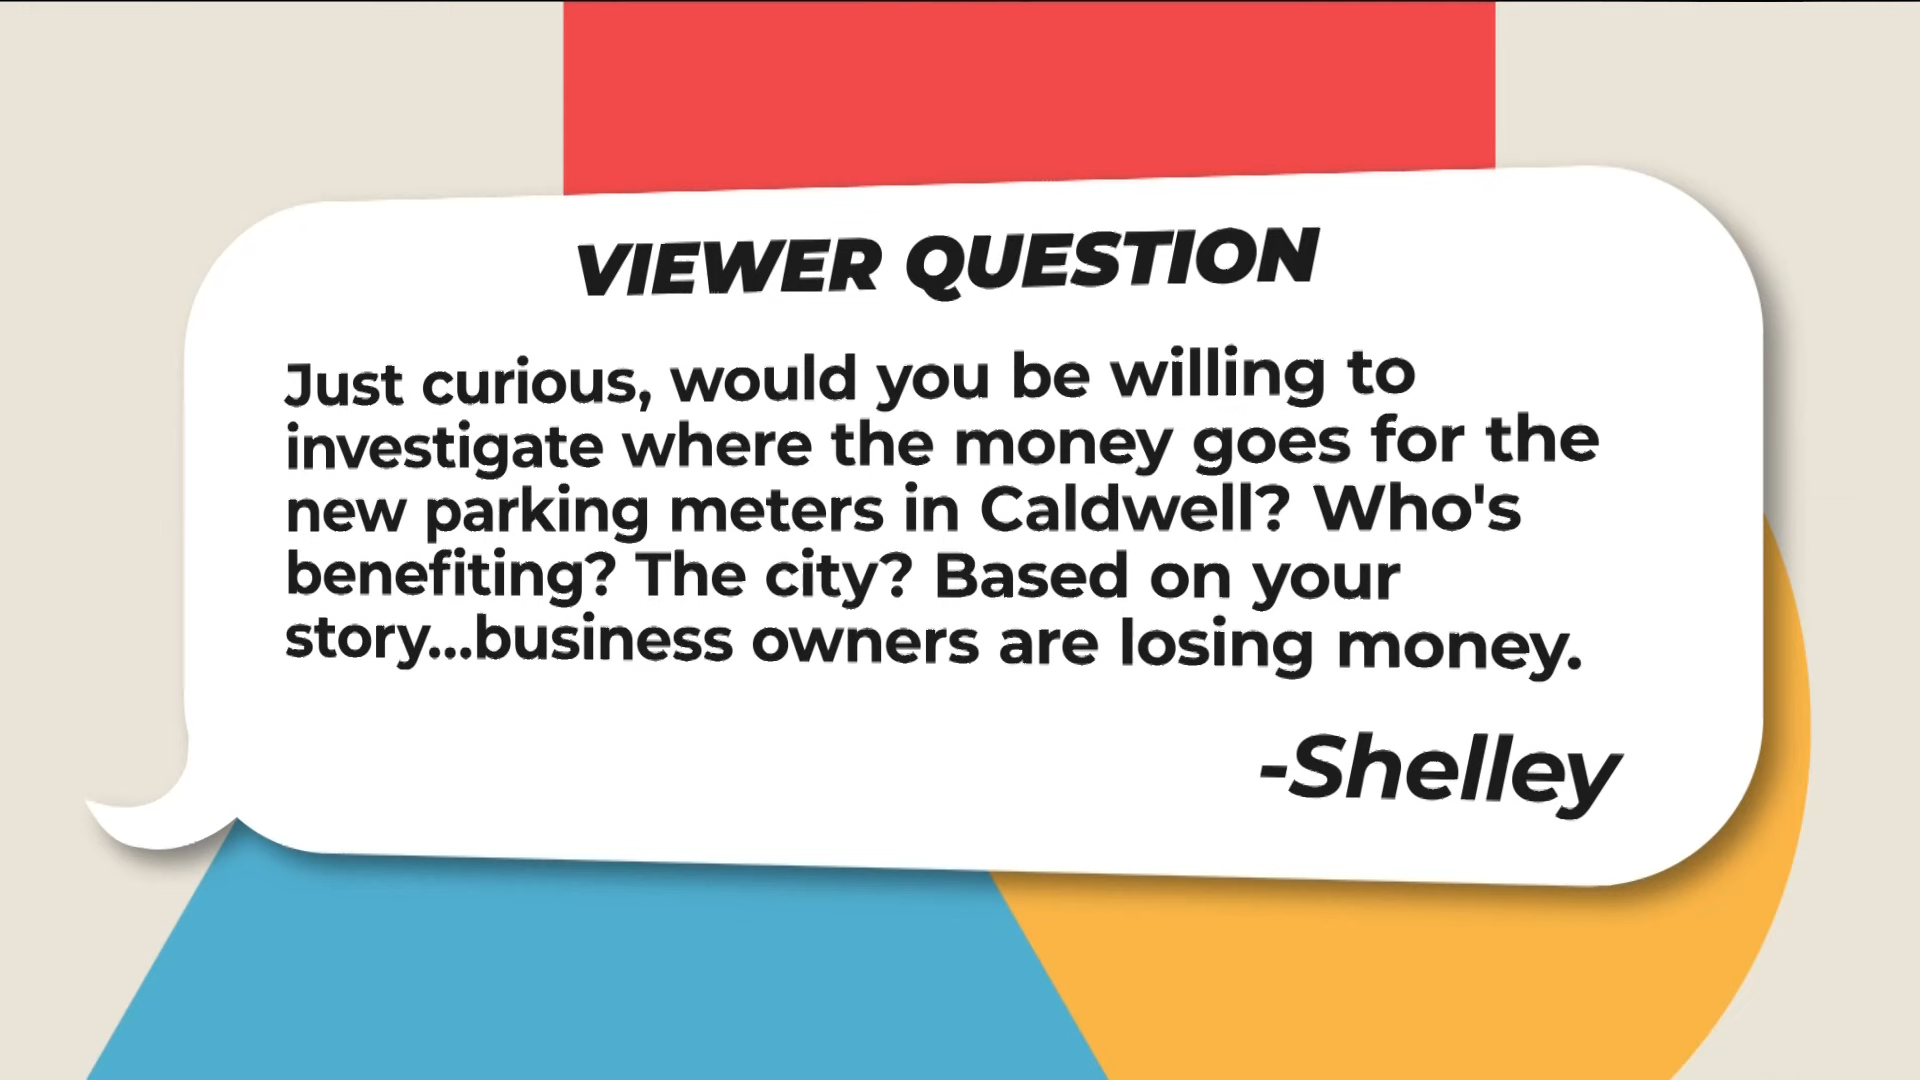 VIEWER QUESTION
Just curious, would you be willing to
investigate where the money goes for the
new parking meters in Caldwell? Who's
benefiting? The city? Based on your
story...business owners are losing money.
-Shelley